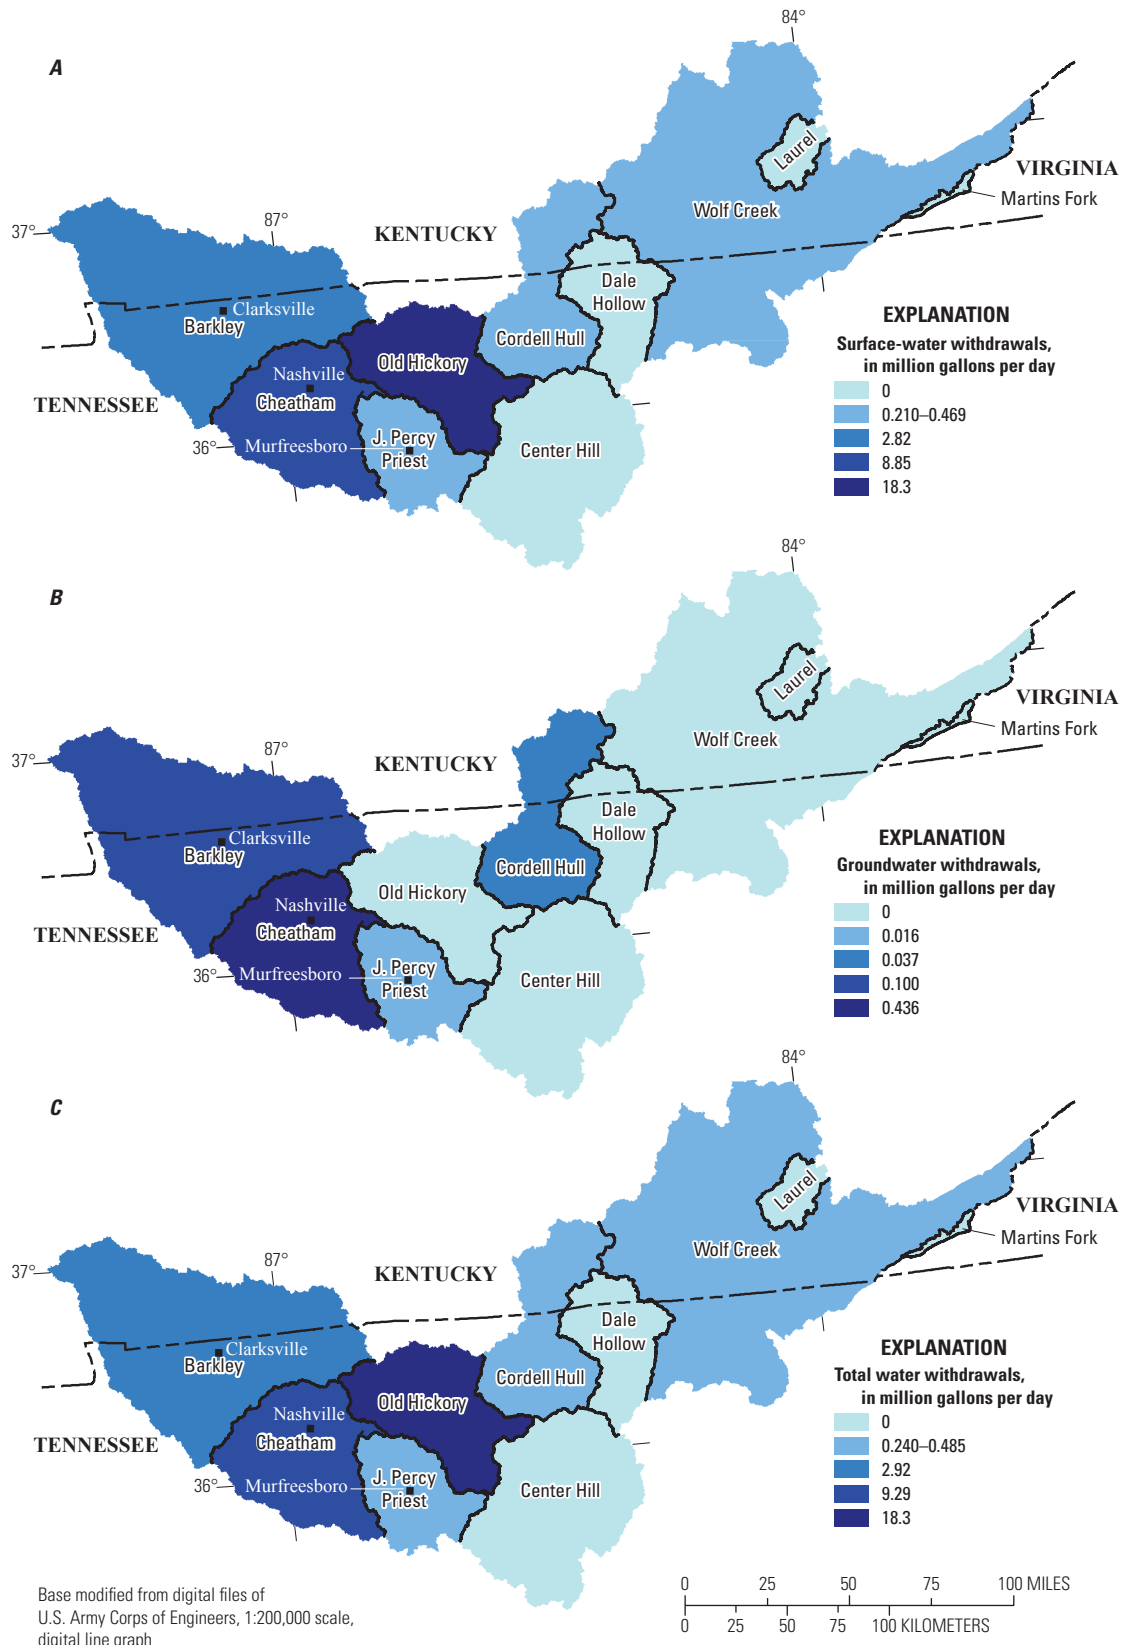 A
84°
Laurel
VIRGINIA
Martins Fork
Wolf Creek
37°
87°
KENTUCKY
Dale
Hollow
Clarksville
Barkley
Cordell Hull
Old Hickory
Nashville
Cheatham
TENNESSEE
36°
Murfreesboro
J. Percy
Priest
Center Hill
EXPLANATION
Surface-water withdrawals,
in million gallons per day
0
0.210–0.469
2.82
8.85
18.3
B
84°
Laurel
VIRGINIA
Martins Fork
Wolf Creek
37°
87°
KENTUCKY
Dale
Hollow
Clarksville
Barkley
Cordell Hull
Old Hickory
Nashville
Cheatham
TENNESSEE
36°
Murfreesboro
J. Percy
Priest
Center Hill
EXPLANATION
Groundwater withdrawals,
in million gallons per day
0
0.016
0.037
0.100
0.436
C
84°
Laurel
VIRGINIA
Martins Fork
Wolf Creek
37°
87°
KENTUCKY
Dale
Hollow
Clarksville
Barkley
Cordell Hull
Old Hickory
Nashville
Cheatham
TENNESSEE
36°
Murfreesboro
J. Percy
Priest
Center Hill
EXPLANATION
Total water withdrawals,
in million gallons per day
0
0.240–0.485
2.92
9.29
18.3
Base modified from digital files of
U.S. Army Corps of Engineers, 1:200,000 scale,
digital line graph
0 25 50 75 100 MILES
0 25 50 75 100 KILOMETERS